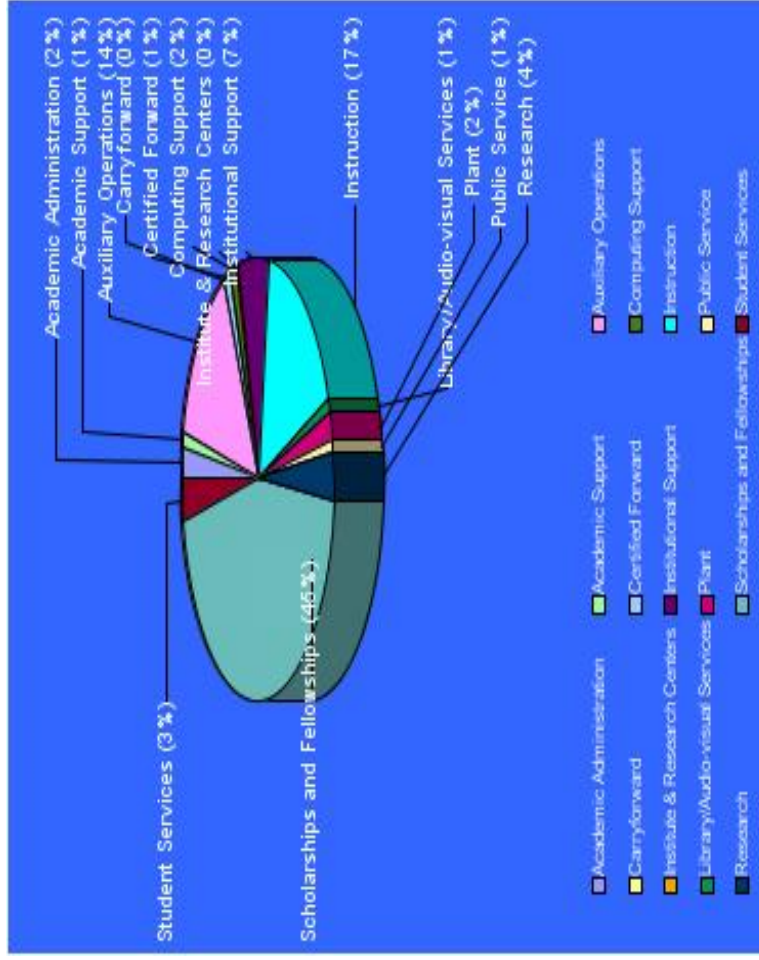 Academic Administration (2%)
Academic Support (1%)
Auxiliary Operations (14%)
Carryforward (0%)
Certified Forward (1%)
Student Services (3%)
Computing Support (2%)
Institute & Research Centers (0%)
Institutional Support (7%)
Scholarships and Fellowships (46%)
Instruction (17%)
Library/Audio-visual Services (1%)
Plant (2%)
Public Service (1%)
Research (4%)
Academic Administration Academic Support Auxiliary Operations
Carryforward Certified Forward Computing Support
Institute & Research Centers Institutional Support Instruction
Library/Audio-visual Services Plant Public Service
Research Scholarships and Fellowships Student Services